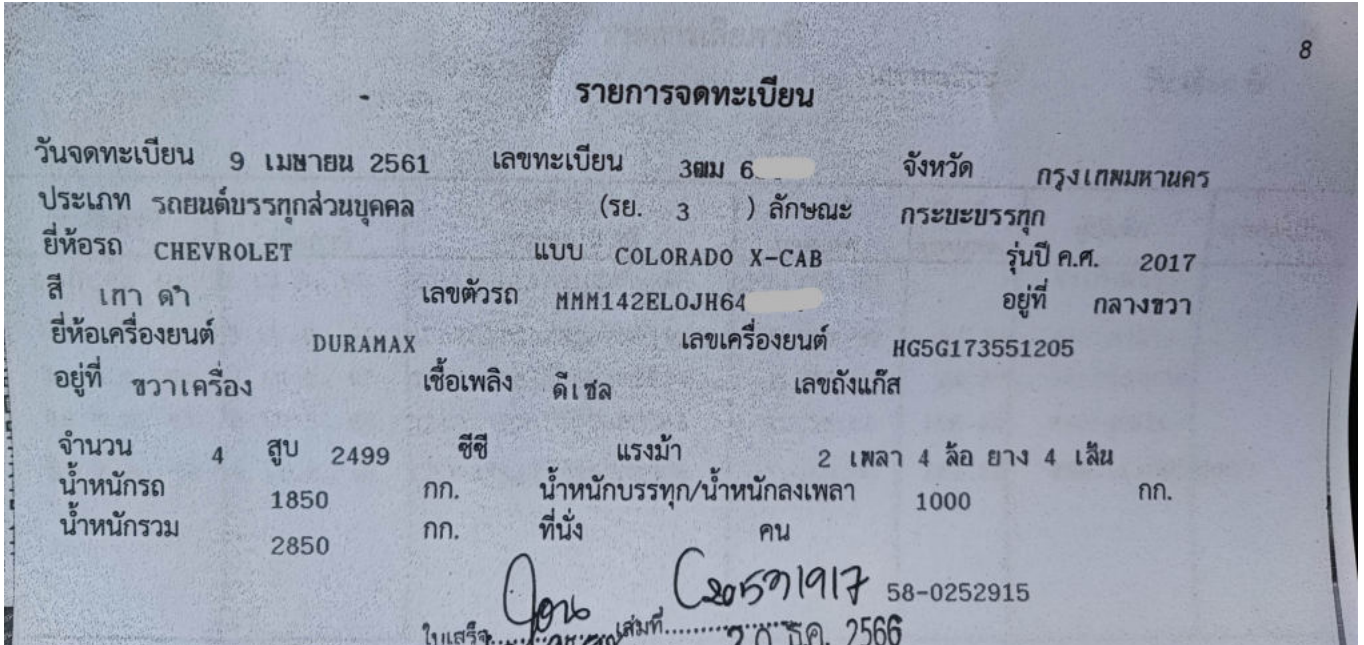 8
รายการจดทะเบียน
วันจดทะเบียน 9 เมษายน 2561 เลขทะเบียน 3ฒม 6 จังหวัด กรุงเทพมหานคร
ประเภท รถยนต์บรรทุกส่วนบุคคล (รย. 3 ) ลักษณะ กระบะบรรทุก
ยี่ห้อรถ CHEVROLET แบบ COLORADO X-CAB รุ่นปี ค.ศ. 2017
สี เทา ดำ เลขตัวรถ MMM142EL0JH64 อยู่ที่ กลางขวา
ยี่ห้อเครื่องยนต์ DURAMAX เลขเครื่องยนต์ HG5G173551205
อยู่ที่ ขวาเครื่อง เชื้อเพลิง ดีเซล เลขถังแก๊ส
จำนวน 4 สูบ 2499 ซีซี แรงม้า 2 เพลา 4 ล้อ ยาง 4 เส้น
น้ำหนักรถ 1850 กก. น้ำหนักบรรทุก/น้ำหนักลงเพลา 1000 กก.
น้ำหนักรวม 2850 กก. ที่นั่ง คน
58-0252915
ใบเสร็จ เล่มที่ 20 ธ.ค. 2566